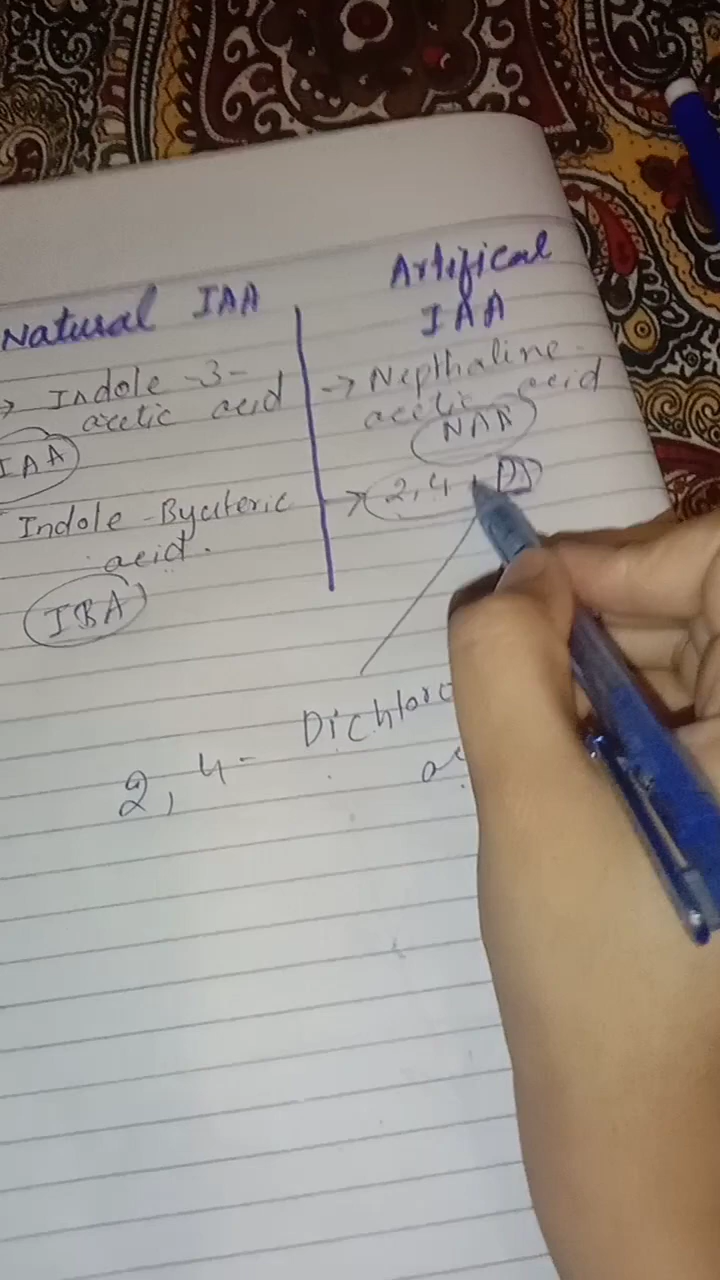 Natural IAA
→ Indole -3-
acetic acid
IAA
Indole -Byuteric
acid.
IBA
Artifical
IAA
→ Nepthaline
acetic acid
NAA
→ 2,4, D
2,4- Dichloro